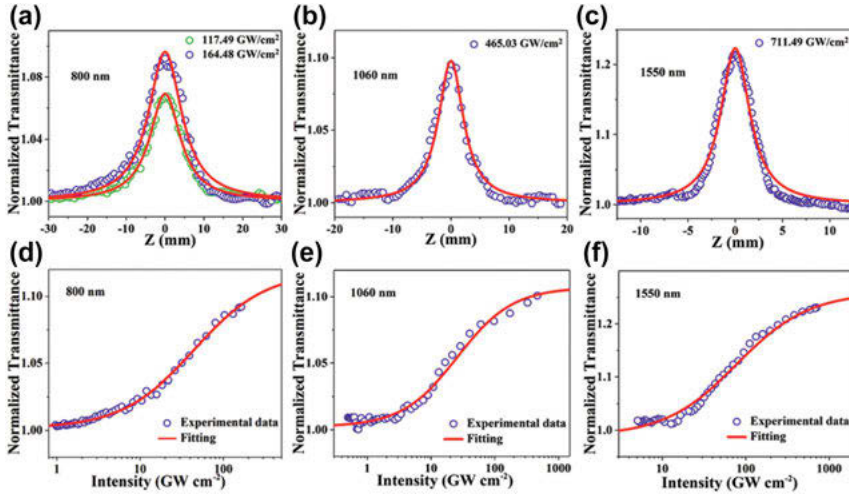 (a)
117.49 GW/cm²
164.48 GW/cm²
800 nm
1.08
1.04
1.00
Normalized Transmittance
-30 -20 -10 0 10 20 30
Z (mm)
(b)
465.03 GW/cm²
1060 nm
1.10
1.05
1.00
Normalized Transmittance
-20 -10 0 10 20
Z (mm)
(c)
711.49 GW/cm²
1550 nm
1.2
1.1
1.0
Normalized Transmittance
-10 -5 0 5 10
Z (mm)
(d)
800 nm
1.10
1.05
1.00
Normalized Transmittance
Experimental data
Fitting
1 10 100
Intensity (GW cm⁻²)
(e)
1060 nm
1.10
1.05
1.00
Normalized Transmittance
Experimental data
Fitting
1 10 100 1000
Intensity (GW cm⁻²)
(f)
1550 nm
1.2
1.1
1.0
Normalized Transmittance
Experimental data
Fitting
10 100 1000
Intensity (GW cm⁻²)